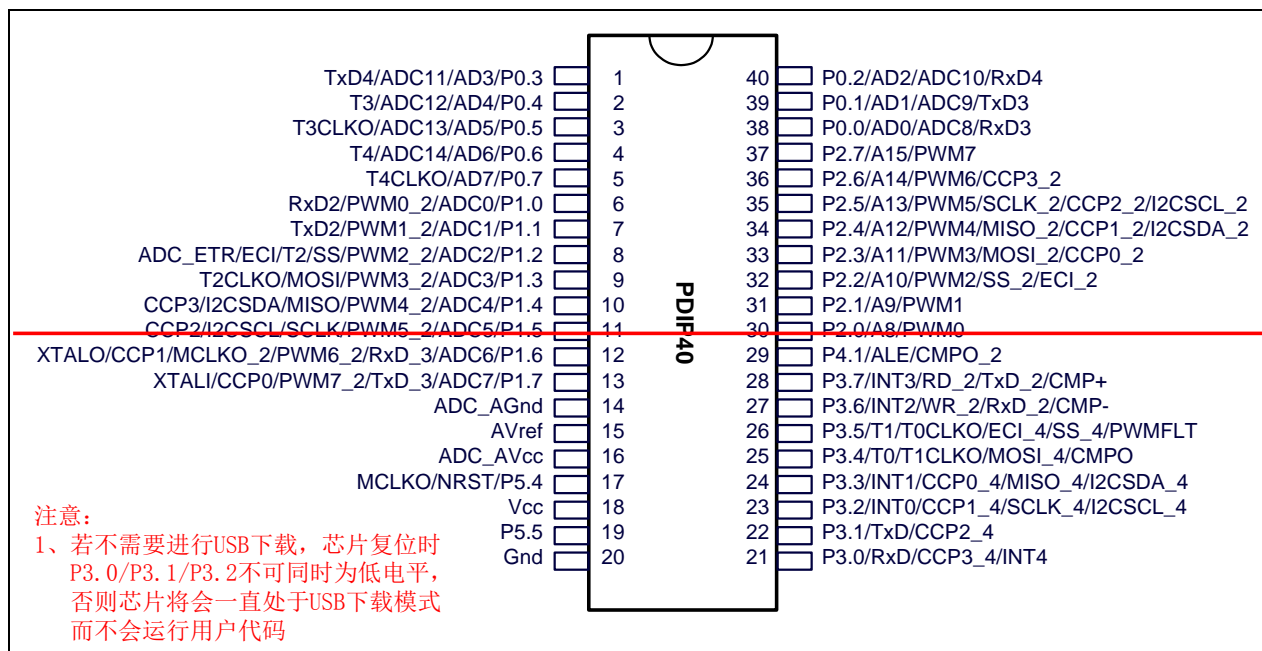 TxD4/ADC11/AD3/P0.3 1 40 P0.2/AD2/ADC10/RxD4
T3/ADC12/AD4/P0.4 2 39 P0.1/AD1/ADC9/TxD3
T3CLKO/ADC13/AD5/P0.5 3 38 P0.0/AD0/ADC8/RxD3
T4/ADC14/AD6/P0.6 4 37 P2.7/A15/PWM7
T4CLKO/AD7/P0.7 5 36 P2.6/A14/PWM6/CCP3_2
RxD2/PWM0_2/ADC0/P1.0 6 35 P2.5/A13/PWM5/SCLK_2/CCP2_2/I2CSCL_2
TxD2/PWM1_2/ADC1/P1.1 7 34 P2.4/A12/PWM4/MISO_2/CCP1_2/I2CSDA_2
ADC_ETR/ECI/T2/SS/PWM2_2/ADC2/P1.2 8 33 P2.3/A11/PWM3/MOSI_2/CCP0_2
T2CLKO/MOSI/PWM3_2/ADC3/P1.3 9 32 P2.2/A10/PWM2/SS_2/ECI_2
CCP3/I2CSDA/MISO/PWM4_2/ADC4/P1.4 10 31 P2.1/A9/PWM1
CCP2/I2CSCL/SCLK/PWM5_2/ADC5/P1.5 11 30 P2.0/A8/PWM0
XTALO/CCP1/MCLKO_2/PWM6_2/RxD_3/ADC6/P1.6 12 29 P4.1/ALE/CMPO_2
XTALI/CCP0/PWM7_2/TxD_3/ADC7/P1.7 13 28 P3.7/INT3/RD_2/TxD_2/CMP+
ADC_AGnd 14 27 P3.6/INT2/WR_2/RxD_2/CMP-
AVref 15 26 P3.5/T1/T0CLKO/ECI_4/SS_4/PWMFLT
ADC_AVcc 16 25 P3.4/T0/T1CLKO/MOSI_4/CMPO
MCLKO/NRST/P5.4 17 24 P3.3/INT1/CCP0_4/MISO_4/I2CSDA_4
Vcc 18 23 P3.2/INT0/CCP1_4/SCLK_4/I2CSCL_4
P5.5 19 22 P3.1/TxD/CCP2_4
Gnd 20 21 P3.0/RxD/CCP3_4/INT4
PDIP40
注意：
1、若不需要进行USB下载，芯片复位时
P3.0/P3.1/P3.2不可同时为低电平，
否则芯片将会一直处于USB下载模式
而不会运行用户代码